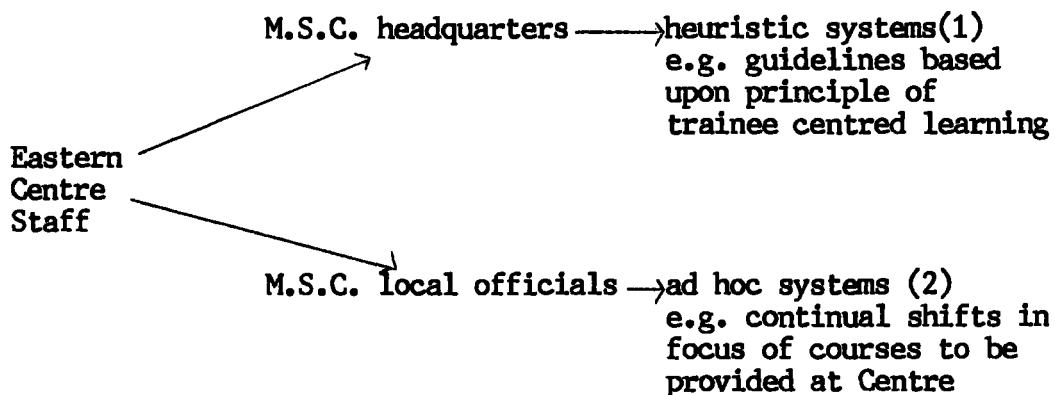 M.S.C. headquarters → heuristic systems(1)
e.g. guidelines based
upon principle of
trainee centred learning
Eastern
Centre
Staff
M.S.C. local officials → ad hoc systems (2)
e.g. continual shifts in
focus of courses to be
provided at Centre